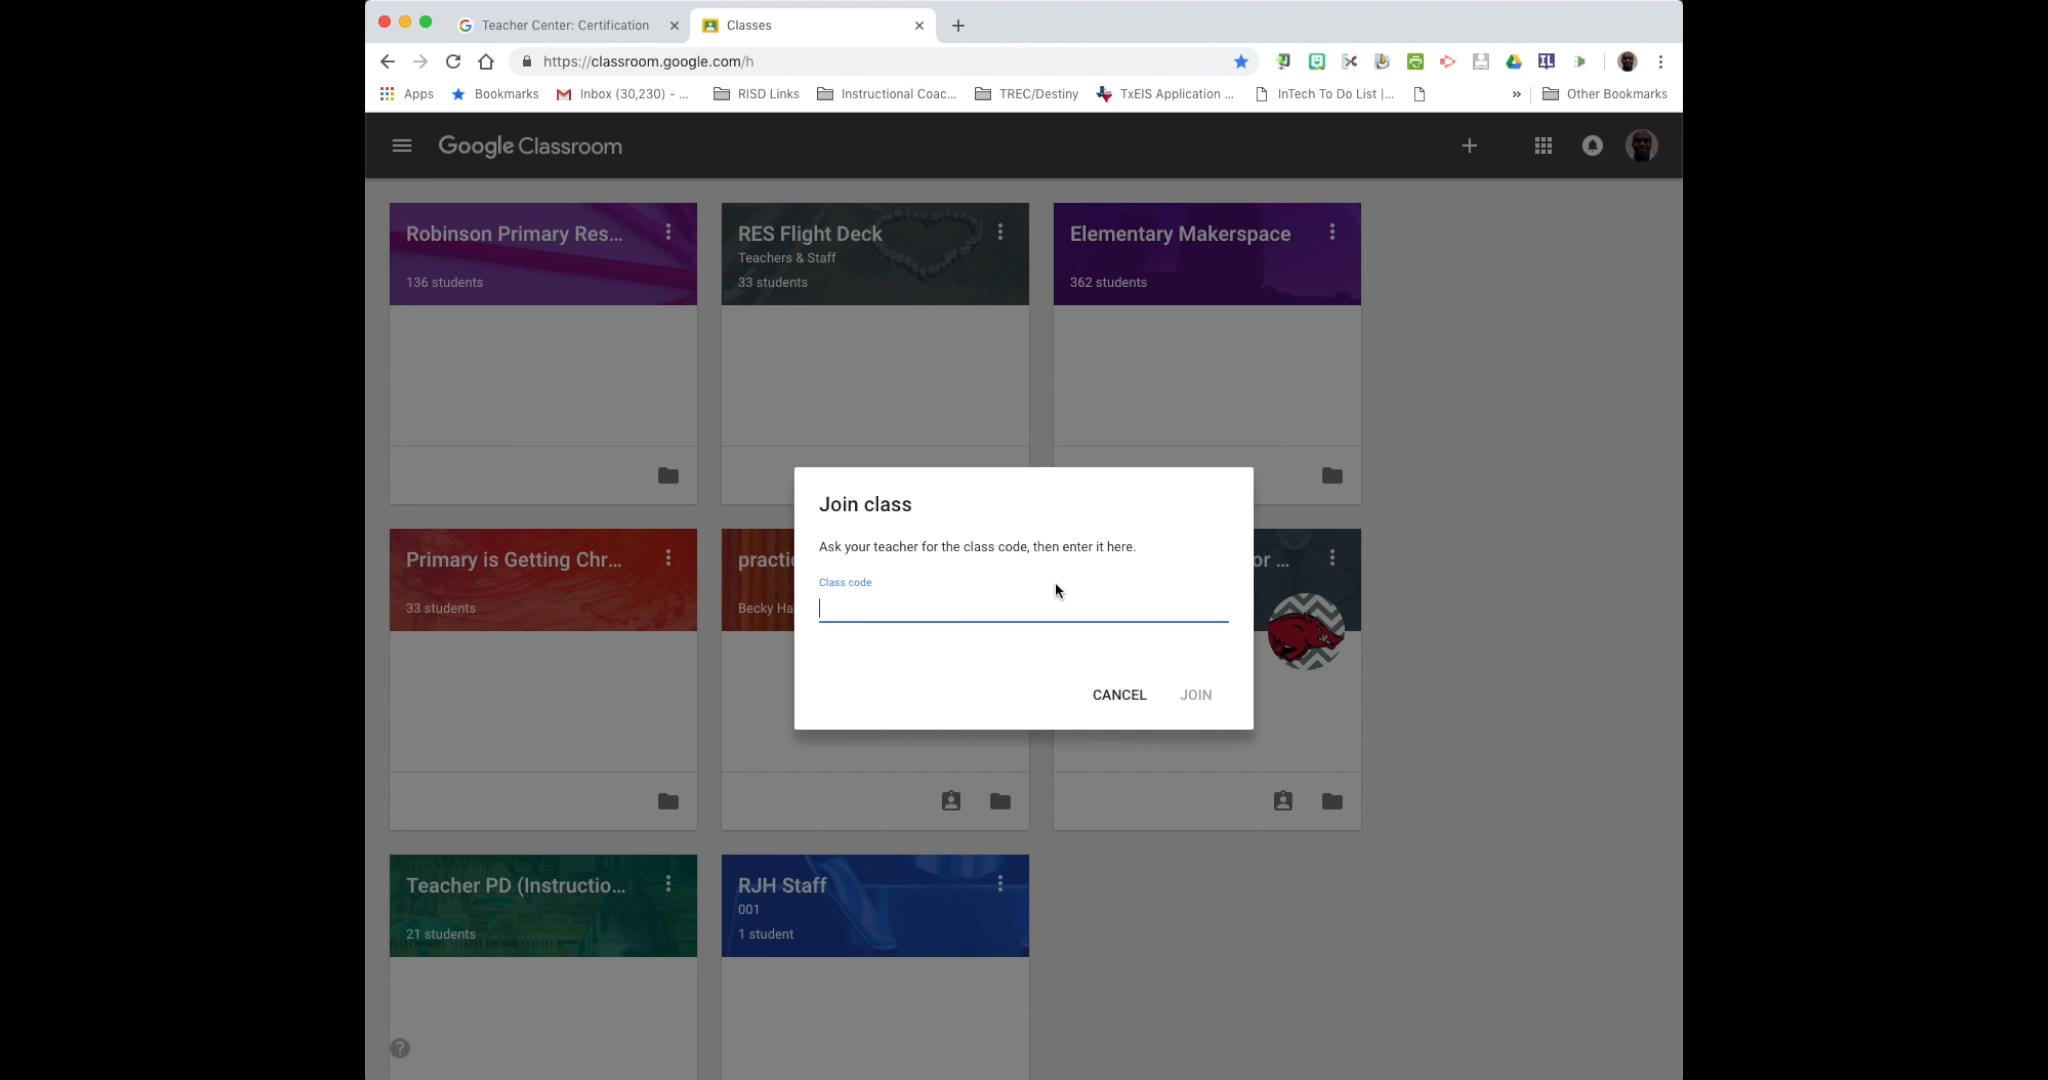 Teacher Center: Certification
Classes
https://classroom.google.com/h
Apps
Bookmarks
Inbox (30,230) - ...
RISD Links
Instructional Coac...
TREC/Destiny
TxEIS Application ...
InTech To Do List |...
»
Other Bookmarks
Google Classroom
Robinson Primary Res...
136 students
RES Flight Deck
Teachers & Staff
33 students
Elementary Makerspace
362 students
Primary is Getting Chr...
33 students
practic
Becky Ha
or ...
Join class
Ask your teacher for the class code, then enter it here.
Class code
CANCEL
JOIN
Teacher PD (Instructio...
21 students
RJH Staff
001
1 student